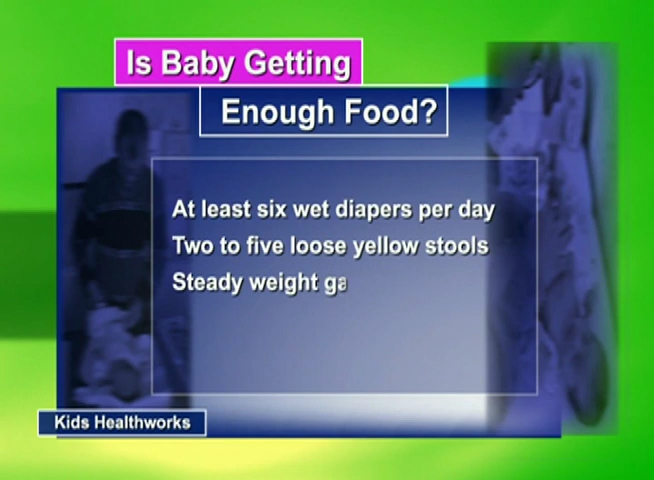 Is Baby Getting
Enough Food?
At least six wet diapers per day
Two to five loose yellow stools
Steady weight ga
Kids Healthworks